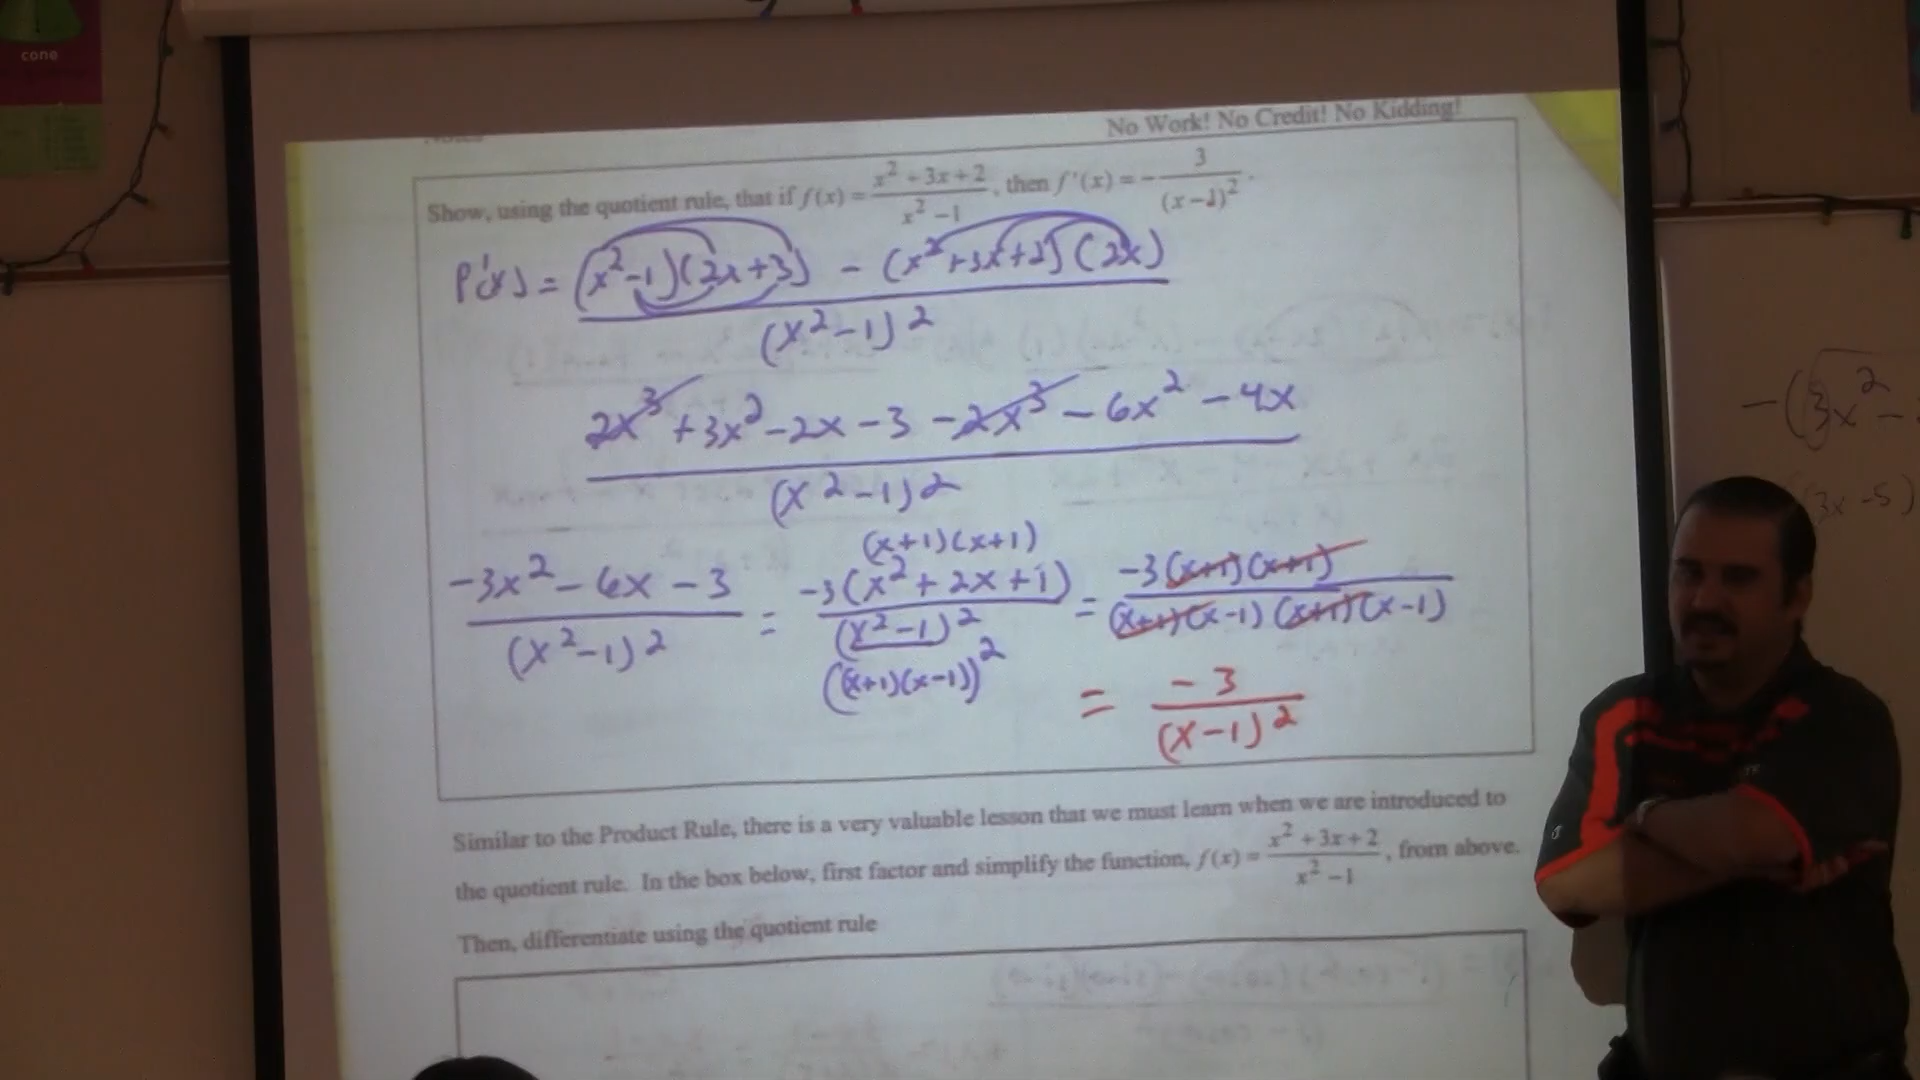 cone
No Work! No Credit! No Kidding!
Show, using the quotient rule, that if f(x) = (x² + 3x + 2)/(x² − 1), then f'(x) = − 3/(x − 1)².
f'(x) = ((x² − 1)(2x + 3) − (x² + 3x + 2)(2x))/(x² − 1)²
(2x³ + 3x² − 2x − 3 − 2x³ − 6x² − 4x)/(x² − 1)²
(x+1)(x+1)
(−3x² − 6x − 3)/(x² − 1)² = −3(x² + 2x + 1)/(x² − 1)² = −3(x+1)(x+1)/((x+1)(x−1)(x+1)(x−1))
((x+1)(x−1))²
= −3/(x − 1)²
Similar to the Product Rule, there is a very valuable lesson that we must learn when we are introduced to
the quotient rule. In the box below, first factor and simplify the function, f(x) = (x² + 3x + 2)/(x² − 1), from above.
Then, differentiate using the quotient rule
−(3x² −
(3x − 5)